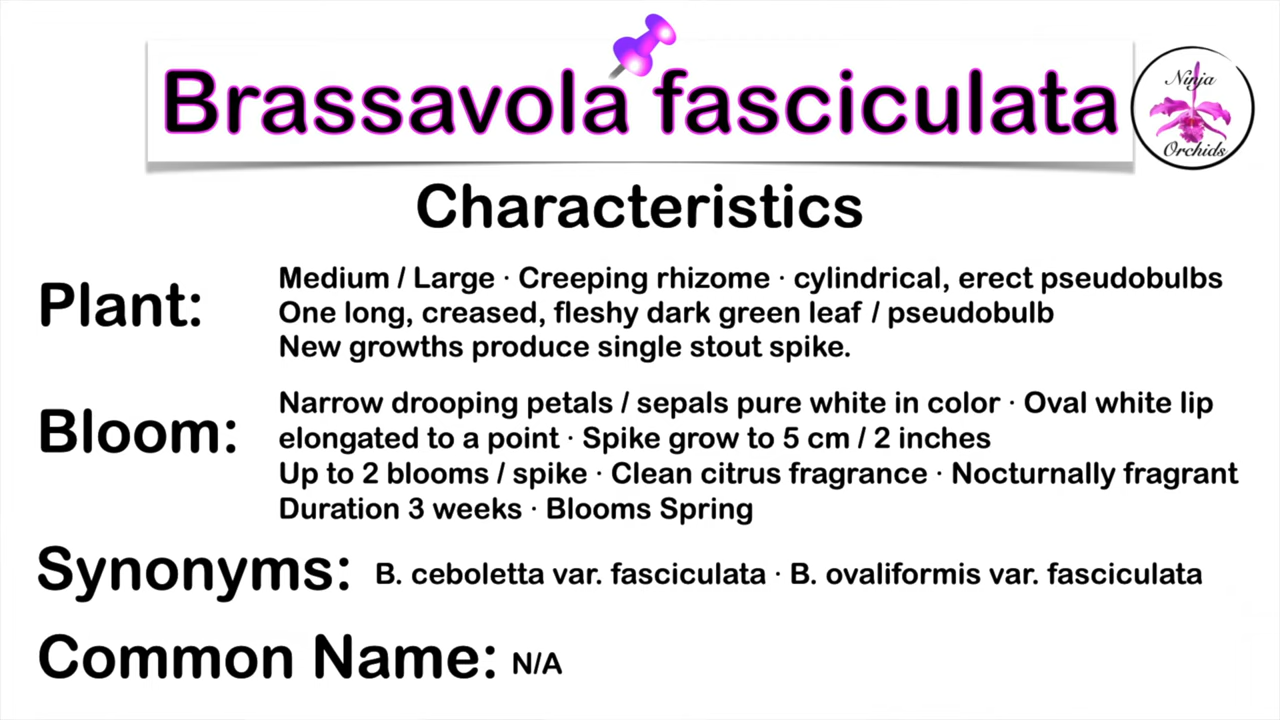 Brassavola fasciculata
Ninja
Orchids
Characteristics
Plant:
Medium / Large · Creeping rhizome · cylindrical, erect pseudobulbs
One long, creased, fleshy dark green leaf / pseudobulb
New growths produce single stout spike.
Bloom:
Narrow drooping petals / sepals pure white in color · Oval white lip
elongated to a point · Spike grow to 5 cm / 2 inches
Up to 2 blooms / spike · Clean citrus fragrance · Nocturnally fragrant
Duration 3 weeks · Blooms Spring
Synonyms: B. ceboletta var. fasciculata · B. ovaliformis var. fasciculata
Common Name: N/A